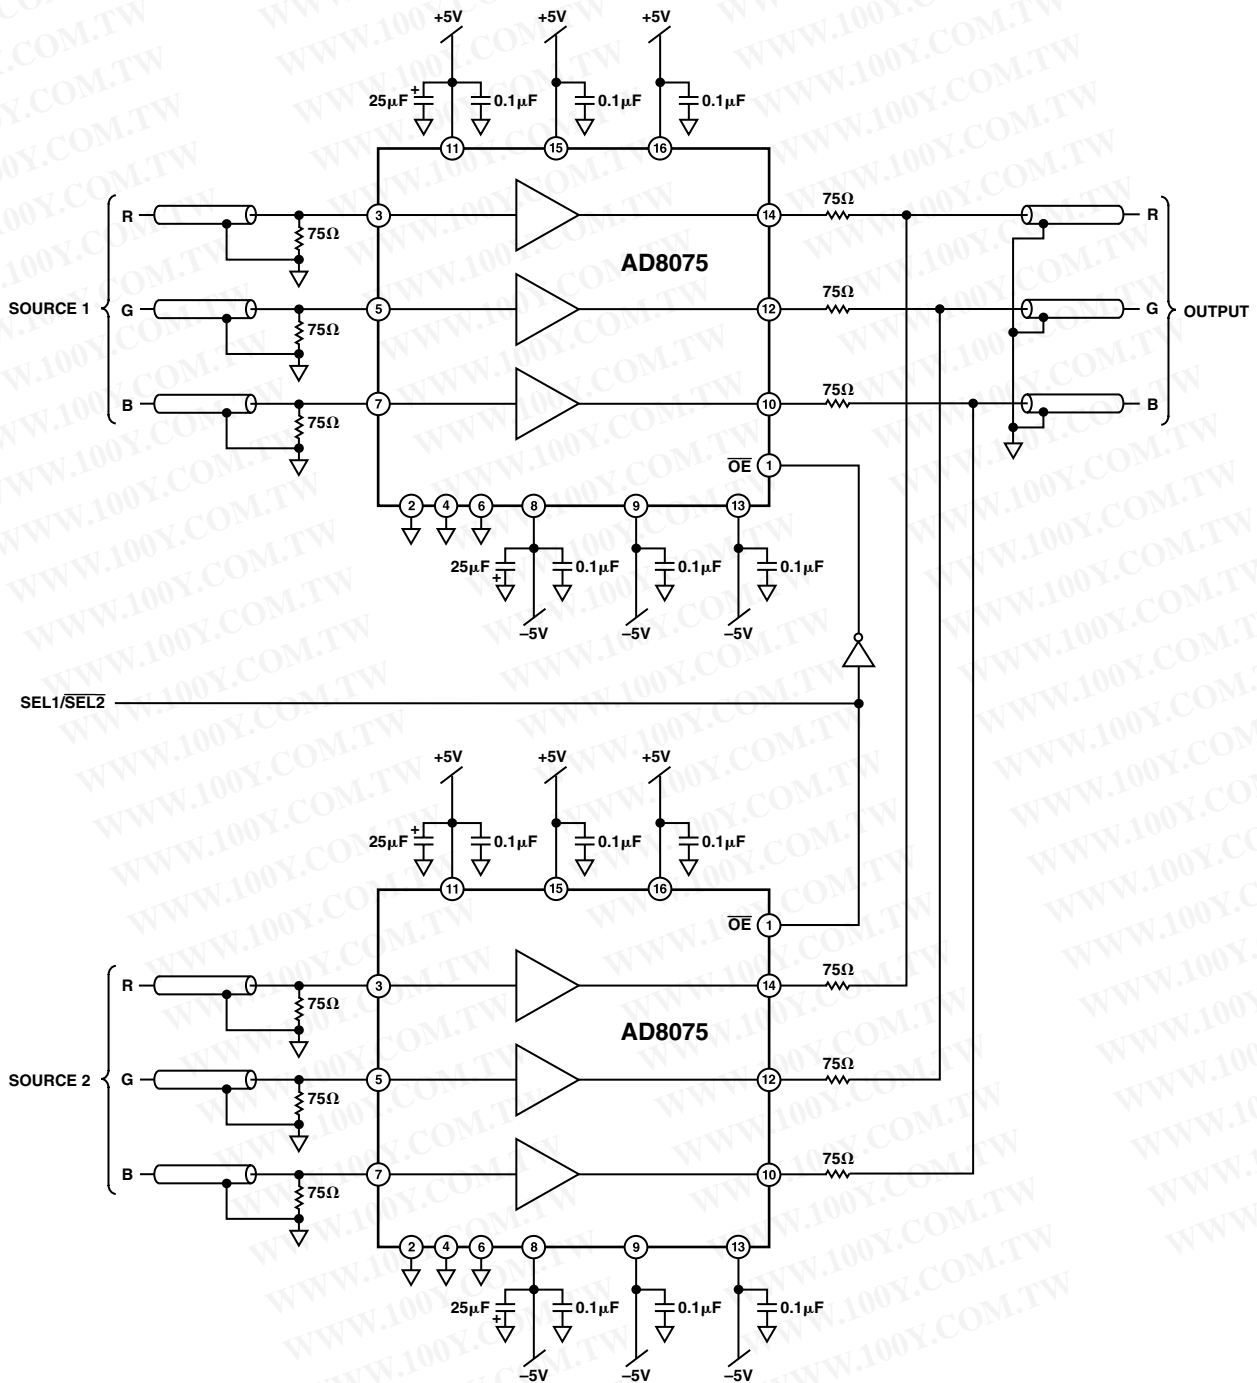 +5V +5V +5V
25μF + 0.1μF 0.1μF 0.1μF
11 15 16
R 3 14 75Ω R
75Ω
AD8075
SOURCE 1 G 5 12 75Ω G OUTPUT
75Ω
B 7 10 75Ω B
75Ω
OE 1
2 4 6 8 9 13
25μF + 0.1μF 0.1μF 0.1μF
–5V –5V –5V
SEL1/SEL2
+5V +5V +5V
25μF + 0.1μF 0.1μF 0.1μF
11 15 16
OE 1
R 3 14 75Ω
75Ω
AD8075
SOURCE 2 G 5 12 75Ω
75Ω
B 7 10 75Ω
75Ω
2 4 6 8 9 13
25μF + 0.1μF 0.1μF 0.1μF
–5V –5V –5V
WWW.100Y.COM.TW